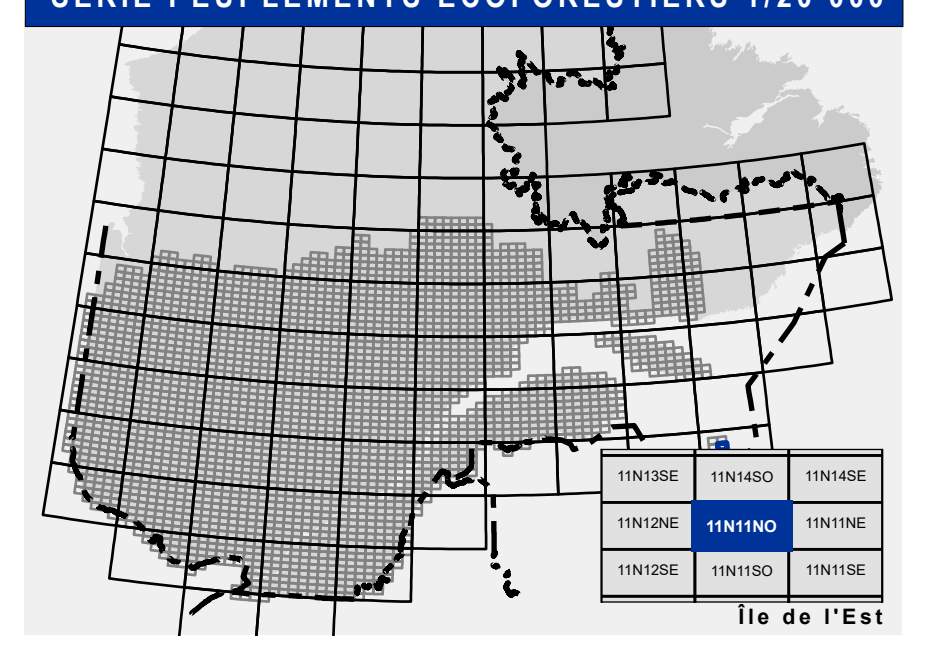 SÉRIE PEUPLEMENTS ÉCOFORESTIERS 1/20 000
11N13SE 11N14SO 11N14SE
11N12NE 11N11NO 11N11NE
11N12SE 11N11SO 11N11SE
Île de l'Est